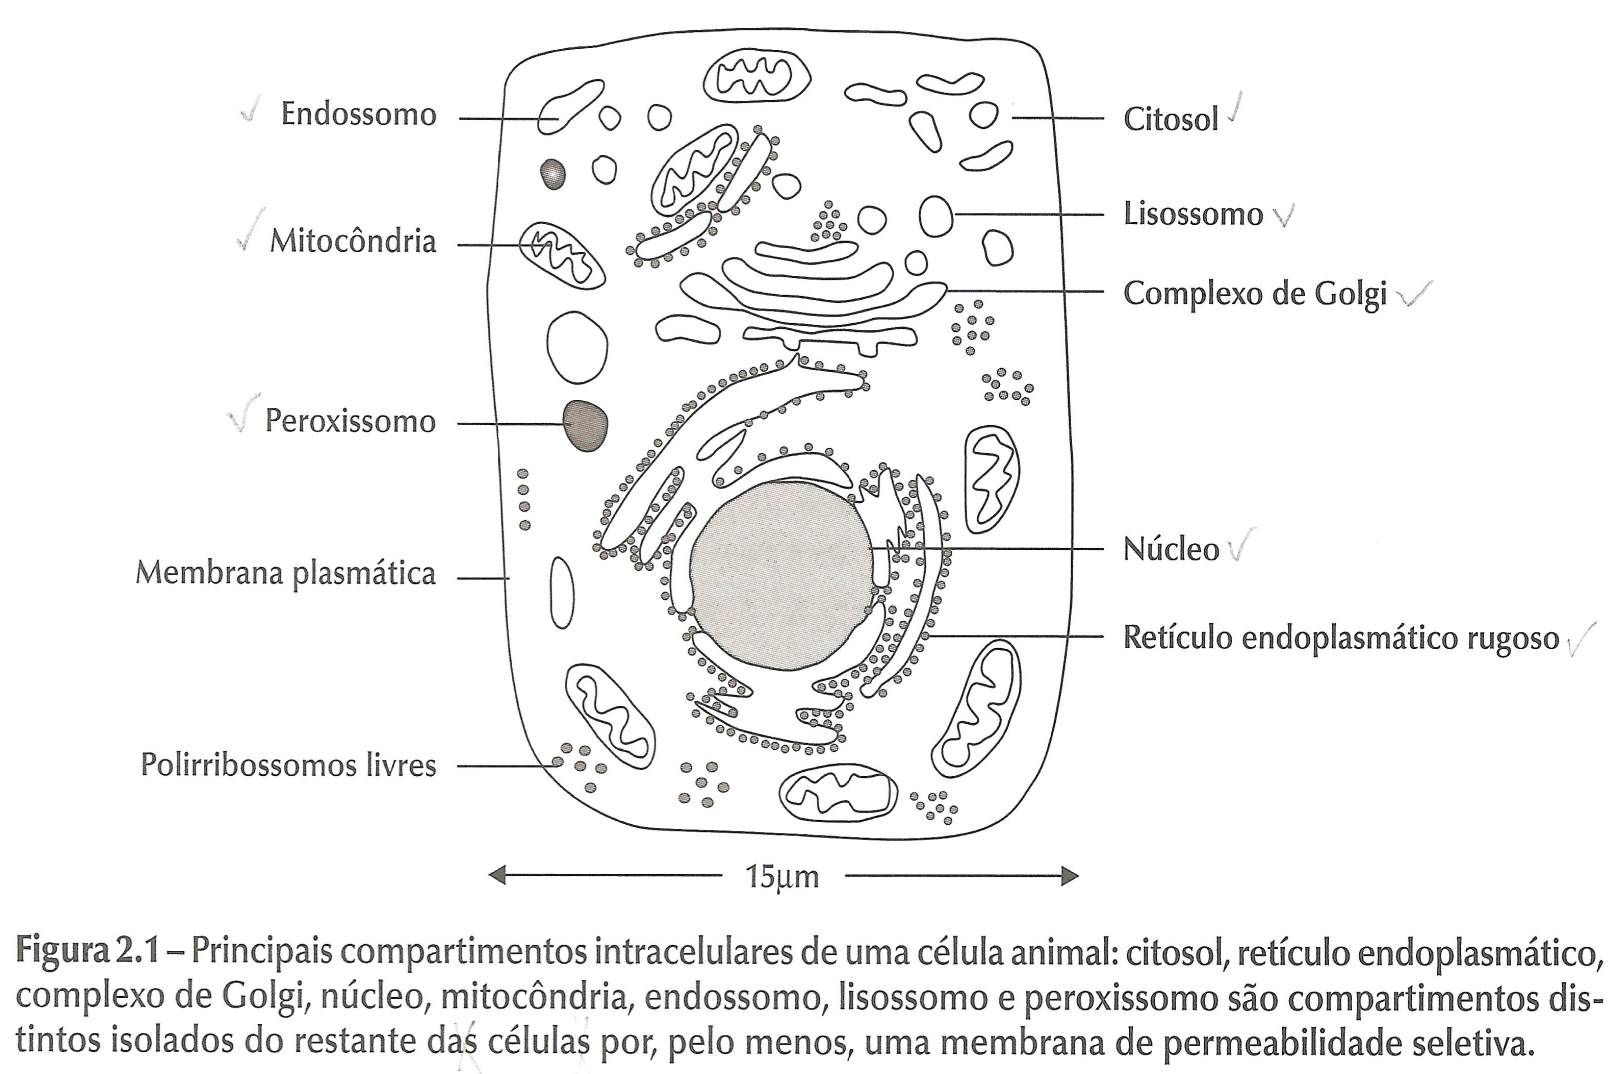 Endossomo
Citosol
Lisossomo
Mitocôndria
Complexo de Golgi
Peroxissomo
Núcleo
Membrana plasmática
Retículo endoplasmático rugoso
Polirribossomos livres
15µm
Figura 2.1 – Principais compartimentos intracelulares de uma célula animal: citosol, retículo endoplasmático,
complexo de Golgi, núcleo, mitocôndria, endossomo, lisossomo e peroxissomo são compartimentos dis-
tintos isolados do restante das células por, pelo menos, uma membrana de permeabilidade seletiva.